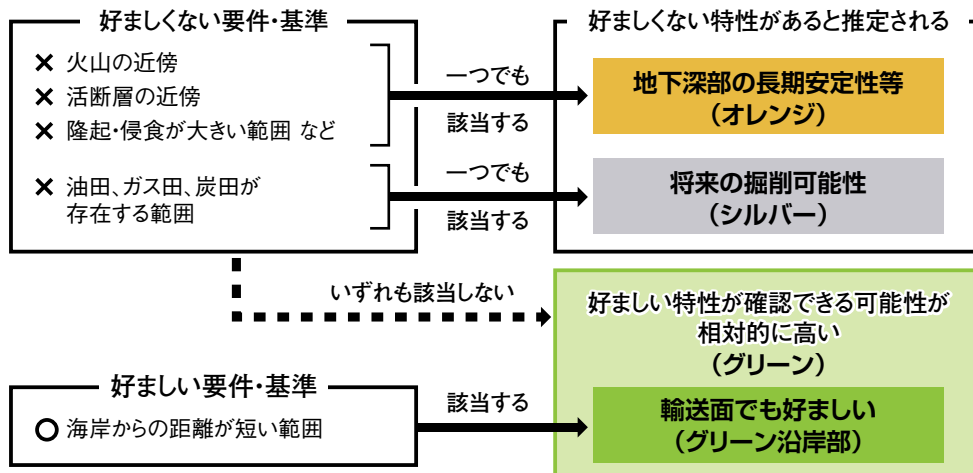 好ましくない要件・基準
× 火山の近傍
× 活断層の近傍
× 隆起・侵食が大きい範囲 など
× 油田、ガス田、炭田が
存在する範囲
一つでも
該当する
一つでも
該当する
好ましくない特性があると推定される
地下深部の長期安定性等
（オレンジ）
将来の掘削可能性
（シルバー）
いずれも該当しない
好ましい特性が確認できる可能性が
相対的に高い
（グリーン）
好ましい要件・基準
○ 海岸からの距離が短い範囲
該当する
輸送面でも好ましい
（グリーン沿岸部）